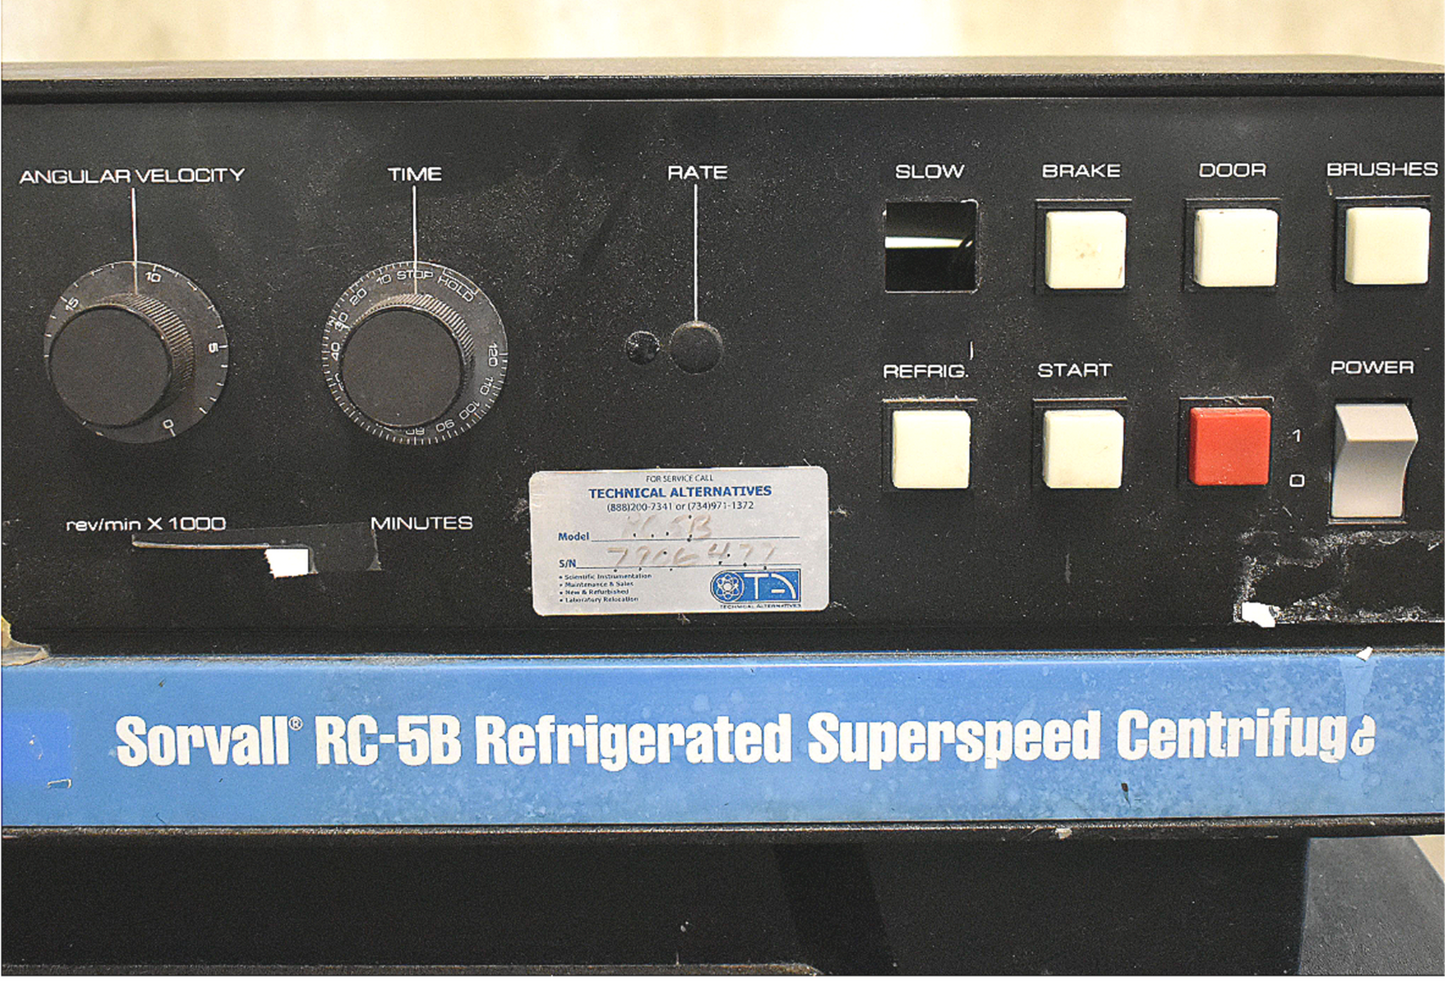 ANGULAR VELOCITY
TIME
RATE
SLOW
BRAKE
DOOR
BRUSHES
15 10 5 0
STOP HOLD
10 20 30 40
120 110 100 90 80
REFRIG.
START
1
0
POWER
rev/min X 1000
MINUTES
FOR SERVICE CALL
TECHNICAL ALTERNATIVES
(888)200-7341 or (734)971-1372
Model RC5B
S/N 7906477
• Scientific Instrumentation
• Maintenance & Sales
• New & Refurbished
• Laboratory Relocation
TA
TECHNICAL ALTERNATIVES
Sorvall® RC-5B Refrigerated Superspeed Centrifuge